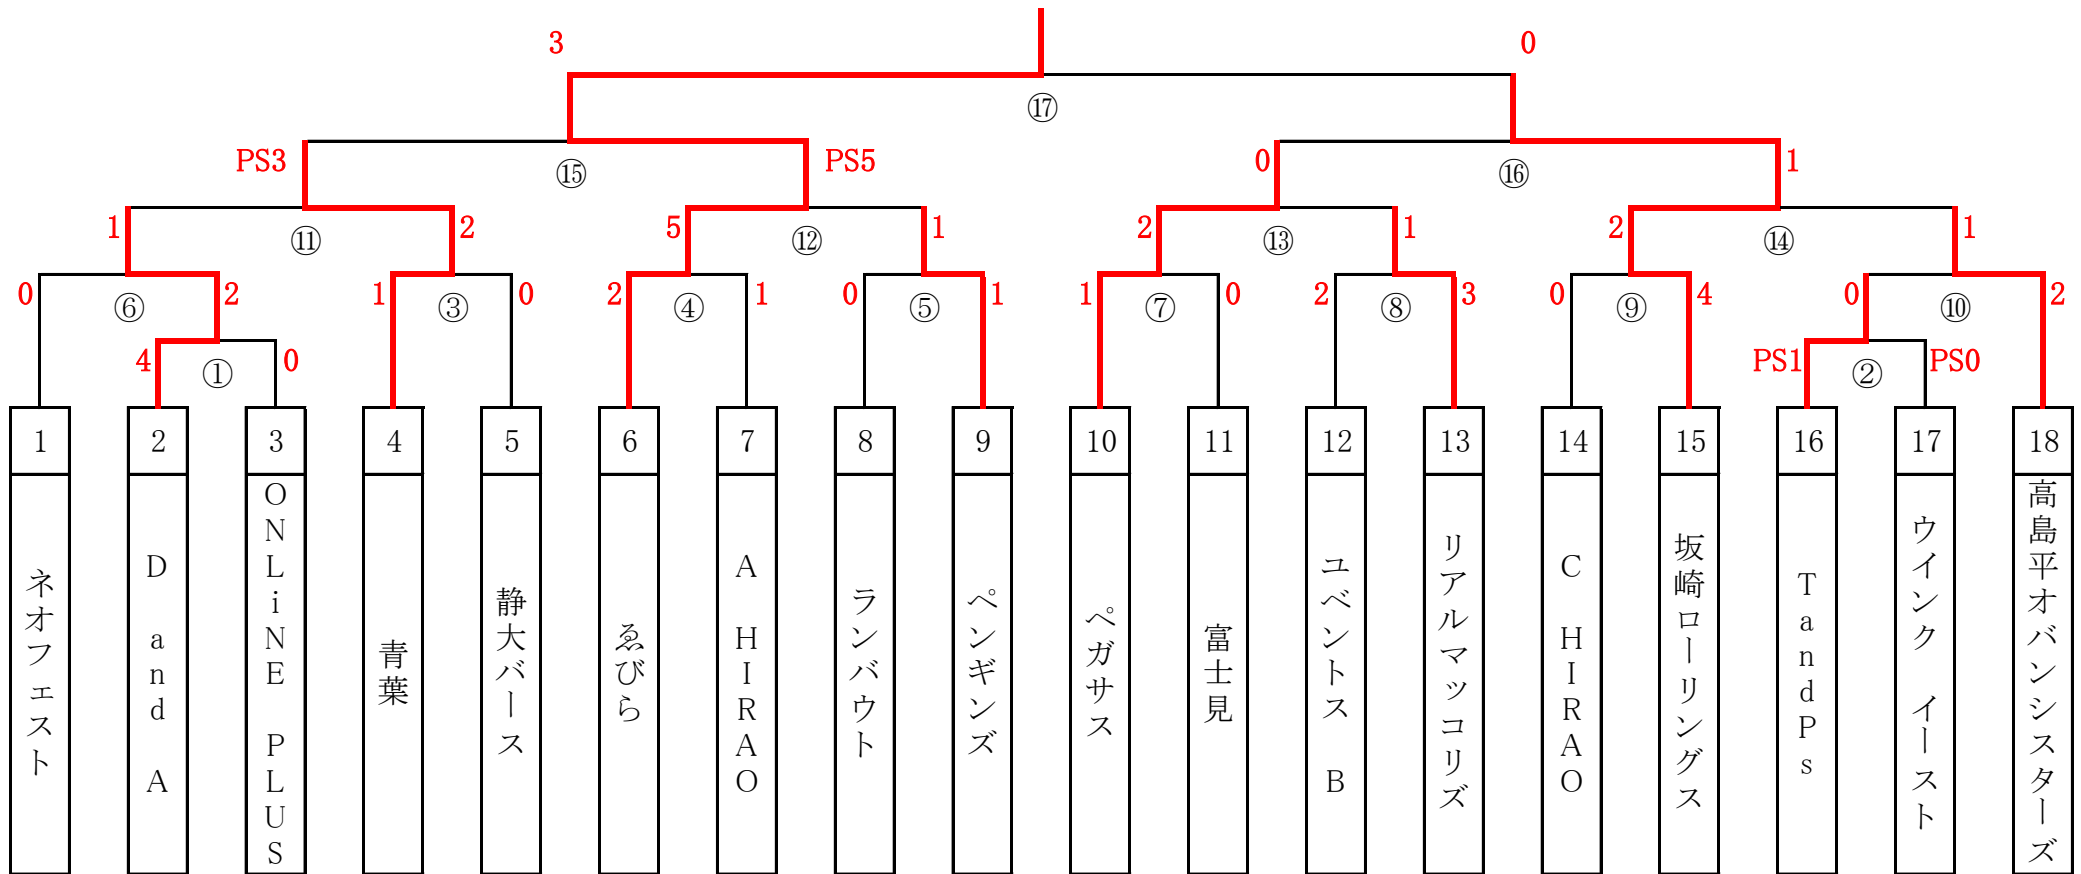 3 0
⑰
PS3 PS5 0 1
⑮ ⑯
1 2 5 1 2 1 2 1
⑪ ⑫ ⑬ ⑭
0 2 1 0 2 1 0 1 1 0 2 3 0 4 0 2
⑥ ③ ④ ⑤ ⑦ ⑧ ⑨ ⑩
4 0 PS1 PS0
① ②
1 2 3 4 5 6 7 8 9 10 11 12 13 14 15 16 17 18
ネオフェスト
D and A
ONLiNE PLUS
青葉
静大バース
ゑびら
A HIRAO
ランバウト
ペンギンズ
ペガサス
富士見
ユベントス B
リアルマッコリズ
C HIRAO
坂崎ローリングス
TandPs
ウインク イースト
高島平オバンシスターズ